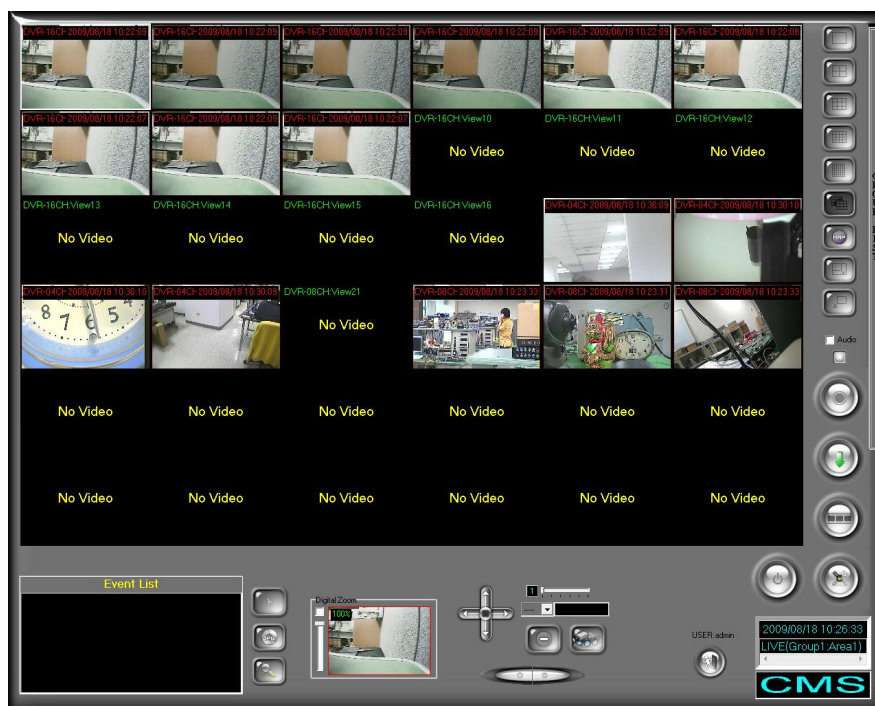 DVR-16CH 2009/08/18 10:22:09 DVR-16CH 2009/08/18 10:22:09 DVR-16CH 2009/08/18 10:22:09 DVR-16CH 2009/08/18 10:22:09 DVR-16CH 2009/08/18 10:22:09 DVR-16CH 2009/08/18 10:22:08
DVR-16CH 2009/08/18 10:22:07 DVR-16CH 2009/08/18 10:22:09 DVR-16CH 2009/08/18 10:22:07 DVR-16CH:View10 DVR-16CH:View11 DVR-16CH:View12
No Video No Video No Video
DVR-16CH:View13 DVR-16CH:View14 DVR-16CH:View15 DVR-16CH:View16 DVR-04CH 2009/08/18 10:30:09 DVR-04CH 2009/08/18 10:30:10
No Video No Video No Video No Video
DVR-04CH 2009/08/18 10:30:10 DVR-04CH 2009/08/18 10:30:09 DVR-08CH:View21 DVR-08CH 2009/08/18 10:23:33 DVR-08CH 2009/08/18 10:23:31 DVR-08CH 2009/08/18 10:23:33
8 7 6 5 No Video
Audio
No Video No Video No Video No Video No Video No Video
No Video No Video No Video No Video No Video No Video
Event List
Digital Zoom
100%
1
USER:admin
2009/08/18 10:26:33
LIVE(Group1:Area1)
CMS